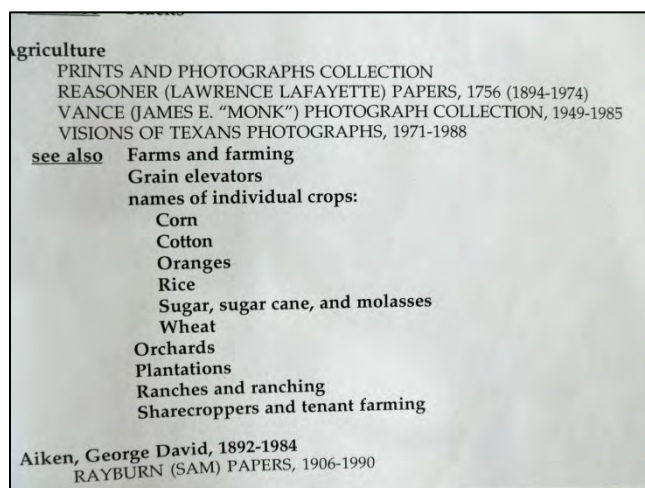 Agriculture
PRINTS AND PHOTOGRAPHS COLLECTION
REASONER (LAWRENCE LAFAYETTE) PAPERS, 1756 (1894-1974)
VANCE (JAMES E. “MONK”) PHOTOGRAPH COLLECTION, 1949-1985
VISIONS OF TEXANS PHOTOGRAPHS, 1971-1988
see also Farms and farming
Grain elevators
names of individual crops:
Corn
Cotton
Oranges
Rice
Sugar, sugar cane, and molasses
Wheat
Orchards
Plantations
Ranches and ranching
Sharecroppers and tenant farming
Aiken, George David, 1892-1984
RAYBURN (SAM) PAPERS, 1906-1990